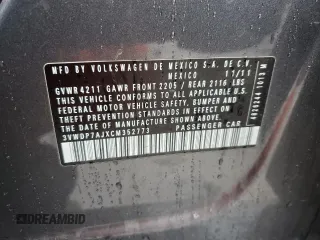 MFD BY VOLKSWAGEN DE MEXICO S.A. DE C.V.
MEXICO 11/11
GVWR 4211 GAWR FRONT 2205 / REAR 2116 LBS
THIS VEHICLE CONFORMS TO ALL APPLICABLE
FEDERAL MOTOR VEHICLE SAFETY, BUMPER AND
THEFT PREVENTION STANDARDS IN EFFECT ON
THE DATE OF MANUFACTURE SHOWN ABOVE.
3VWDP7AJXCM352773 PASSENGER CAR
DREAMBID